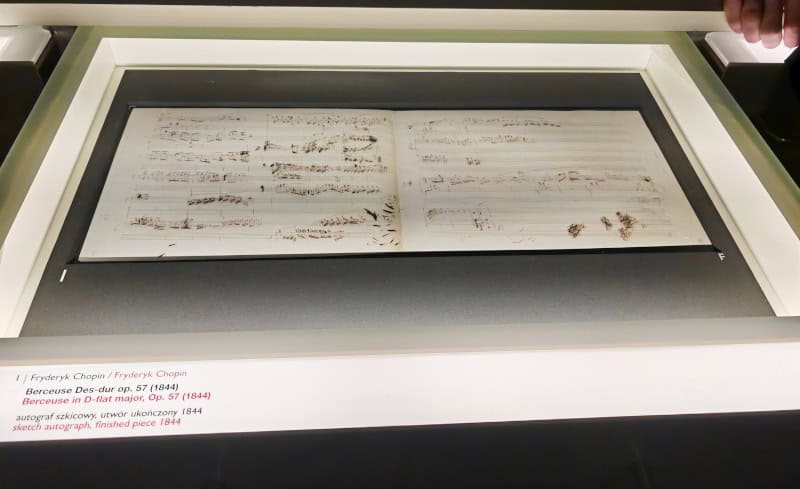 1 | Fryderyk Chopin / Fryderyk Chopin
Berceuse Des-dur op. 57 (1844)
Berceuse in D-flat major, Op. 57 (1844)
autograf szkicowy, utwór ukończony 1844
sketch autograph, finished piece 1844